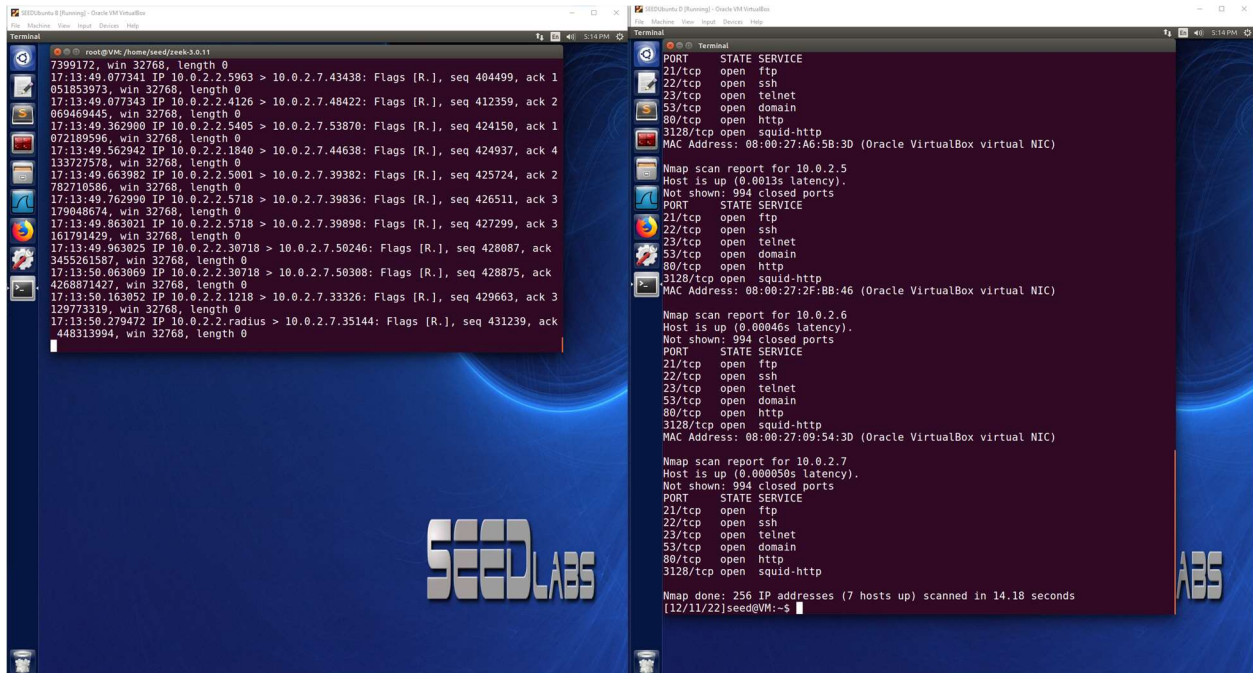 SEEDUbuntu B [Running] - Oracle VM VirtualBox
File Machine View Input Devices Help
Terminal
En
5:14 PM
root@VM: /home/seed/zeek-3.0.11
7399172, win 32768, length 0
17:13:49.077341 IP 10.0.2.2.5963 > 10.0.2.7.43438: Flags [R.], seq 404499, ack 1
051853973, win 32768, length 0
17:13:49.077343 IP 10.0.2.2.4126 > 10.0.2.7.48422: Flags [R.], seq 412359, ack 2
069469445, win 32768, length 0
17:13:49.362900 IP 10.0.2.2.5405 > 10.0.2.7.53870: Flags [R.], seq 424150, ack 1
072189596, win 32768, length 0
17:13:49.562942 IP 10.0.2.2.1840 > 10.0.2.7.44638: Flags [R.], seq 424937, ack 4
133727578, win 32768, length 0
17:13:49.663982 IP 10.0.2.2.5001 > 10.0.2.7.39382: Flags [R.], seq 425724, ack 2
782710586, win 32768, length 0
17:13:49.762990 IP 10.0.2.2.5718 > 10.0.2.7.39836: Flags [R.], seq 426511, ack 3
179048674, win 32768, length 0
17:13:49.863021 IP 10.0.2.2.5718 > 10.0.2.7.39898: Flags [R.], seq 427299, ack 3
161791429, win 32768, length 0
17:13:49.963025 IP 10.0.2.2.30718 > 10.0.2.7.50246: Flags [R.], seq 428087, ack
3455261587, win 32768, length 0
17:13:50.063069 IP 10.0.2.2.30718 > 10.0.2.7.50308: Flags [R.], seq 428875, ack
4268871427, win 32768, length 0
17:13:50.163052 IP 10.0.2.2.1218 > 10.0.2.7.33326: Flags [R.], seq 429663, ack 3
129773319, win 32768, length 0
17:13:50.279472 IP 10.0.2.2.radius > 10.0.2.7.35144: Flags [R.], seq 431239, ack
448313994, win 32768, length 0
SEEDLABS
SEEDUbuntu D [Running] - Oracle VM VirtualBox
File Machine View Input Devices Help
Terminal
En
5:14 PM
Terminal
PORT STATE SERVICE
21/tcp open ftp
22/tcp open ssh
23/tcp open telnet
53/tcp open domain
80/tcp open http
3128/tcp open squid-http
MAC Address: 08:00:27:A6:5B:3D (Oracle VirtualBox virtual NIC)
Nmap scan report for 10.0.2.5
Host is up (0.0013s latency).
Not shown: 994 closed ports
PORT STATE SERVICE
21/tcp open ftp
22/tcp open ssh
23/tcp open telnet
53/tcp open domain
80/tcp open http
3128/tcp open squid-http
MAC Address: 08:00:27:2F:BB:46 (Oracle VirtualBox virtual NIC)
Nmap scan report for 10.0.2.6
Host is up (0.00046s latency).
Not shown: 994 closed ports
PORT STATE SERVICE
21/tcp open ftp
22/tcp open ssh
23/tcp open telnet
53/tcp open domain
80/tcp open http
3128/tcp open squid-http
MAC Address: 08:00:27:09:54:3D (Oracle VirtualBox virtual NIC)
Nmap scan report for 10.0.2.7
Host is up (0.000050s latency).
Not shown: 994 closed ports
PORT STATE SERVICE
21/tcp open ftp
22/tcp open ssh
23/tcp open telnet
53/tcp open domain
80/tcp open http
3128/tcp open squid-http
Nmap done: 256 IP addresses (7 hosts up) scanned in 14.18 seconds
[12/11/22]seed@VM:~$
ABS